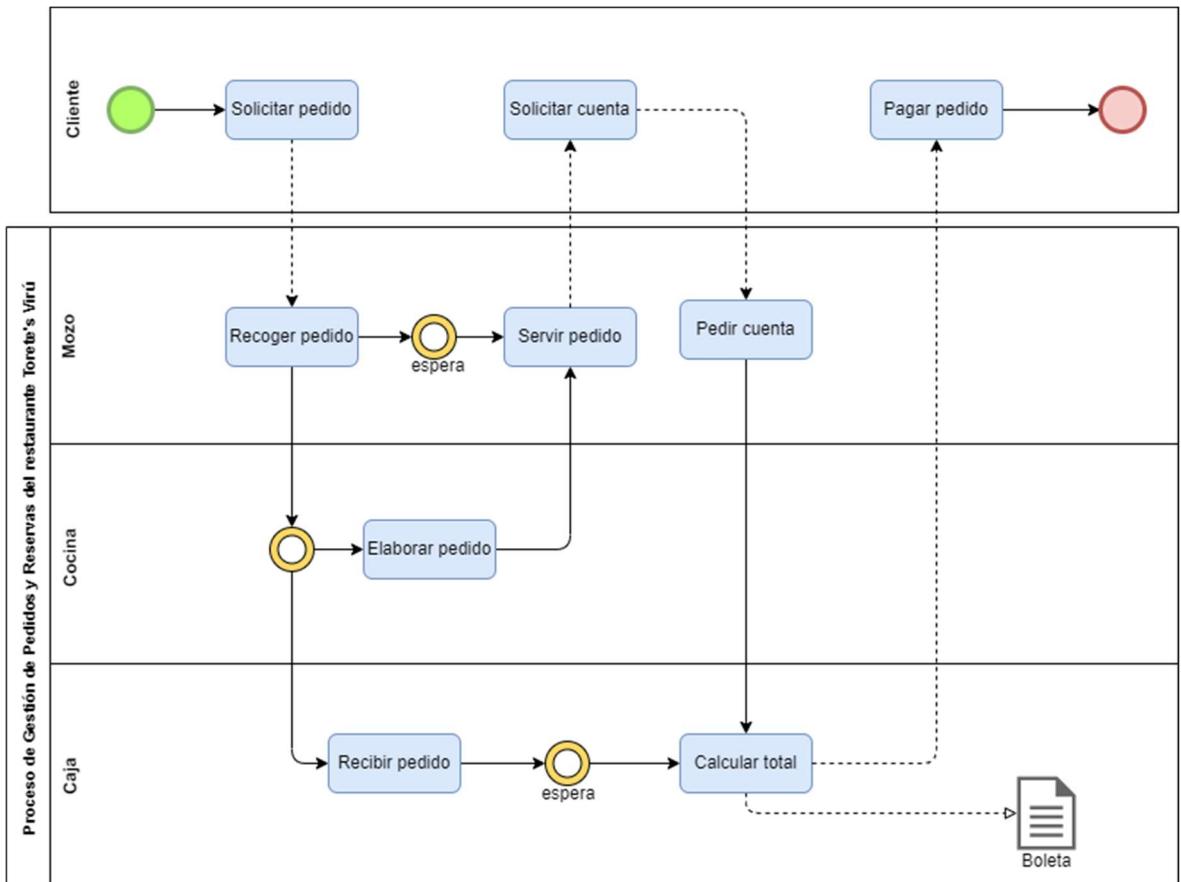 Cliente
Solicitar pedido
Solicitar cuenta
Pagar pedido
Proceso de Gestión de Pedidos y Reservas del restaurante Torete's Virú
Mozo
Recoger pedido
espera
Servir pedido
Pedir cuenta
Cocina
Elaborar pedido
Caja
Recibir pedido
espera
Calcular total
Boleta